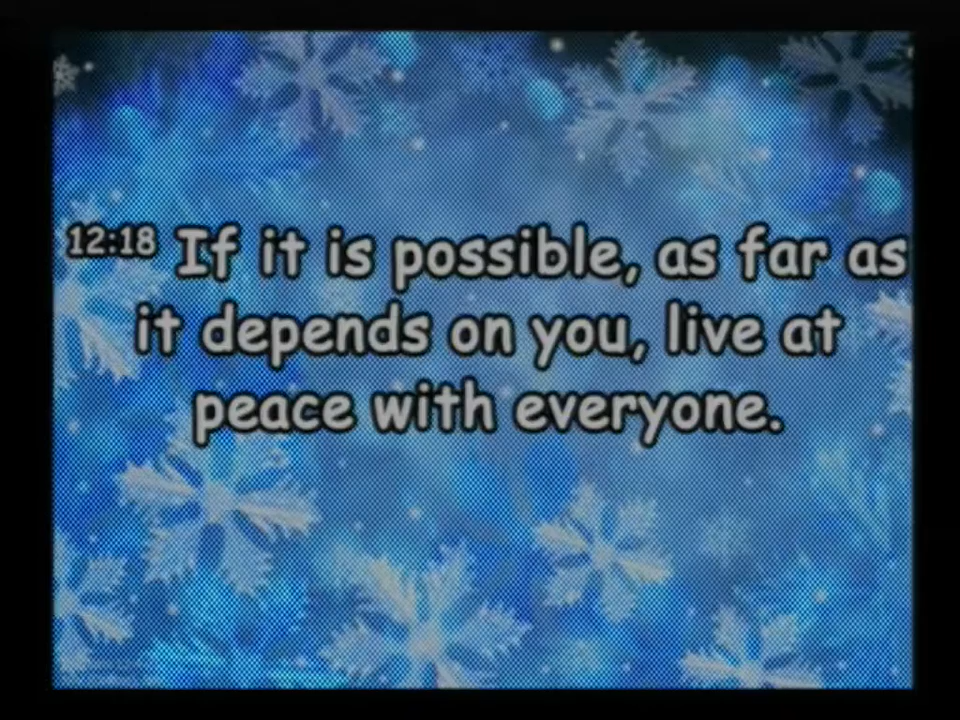 12:18 If it is possible, as far as
it depends on you, live at
peace with everyone.